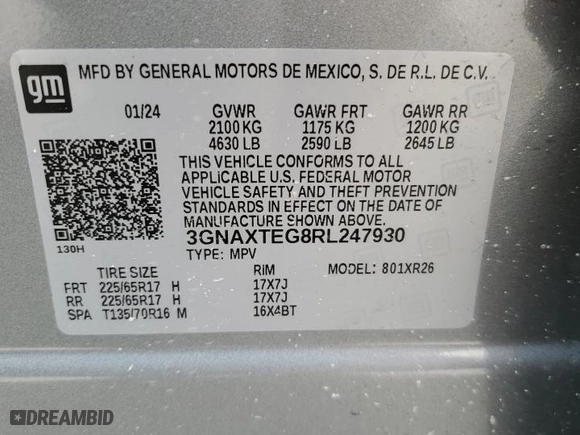 gm
MFD BY GENERAL MOTORS DE MEXICO, S. DE R.L. DE C.V.
01/24 GVWR GAWR FRT GAWR RR
2100 KG 1175 KG 1200 KG
4630 LB 2590 LB 2645 LB
THIS VEHICLE CONFORMS TO ALL
APPLICABLE U.S. FEDERAL MOTOR
VEHICLE SAFETY AND THEFT PREVENTION
STANDARDS IN EFFECT ON THE DATE OF
MANUFACTURE SHOWN ABOVE.
3GNAXTEG8RL247930
130H
TYPE: MPV
TIRE SIZE RIM MODEL: 801XR26
FRT 225/65R17 H 17X7J
RR 225/65R17 H 17X7J
SPA T135/70R16 M 16X4BT
DREAMBID